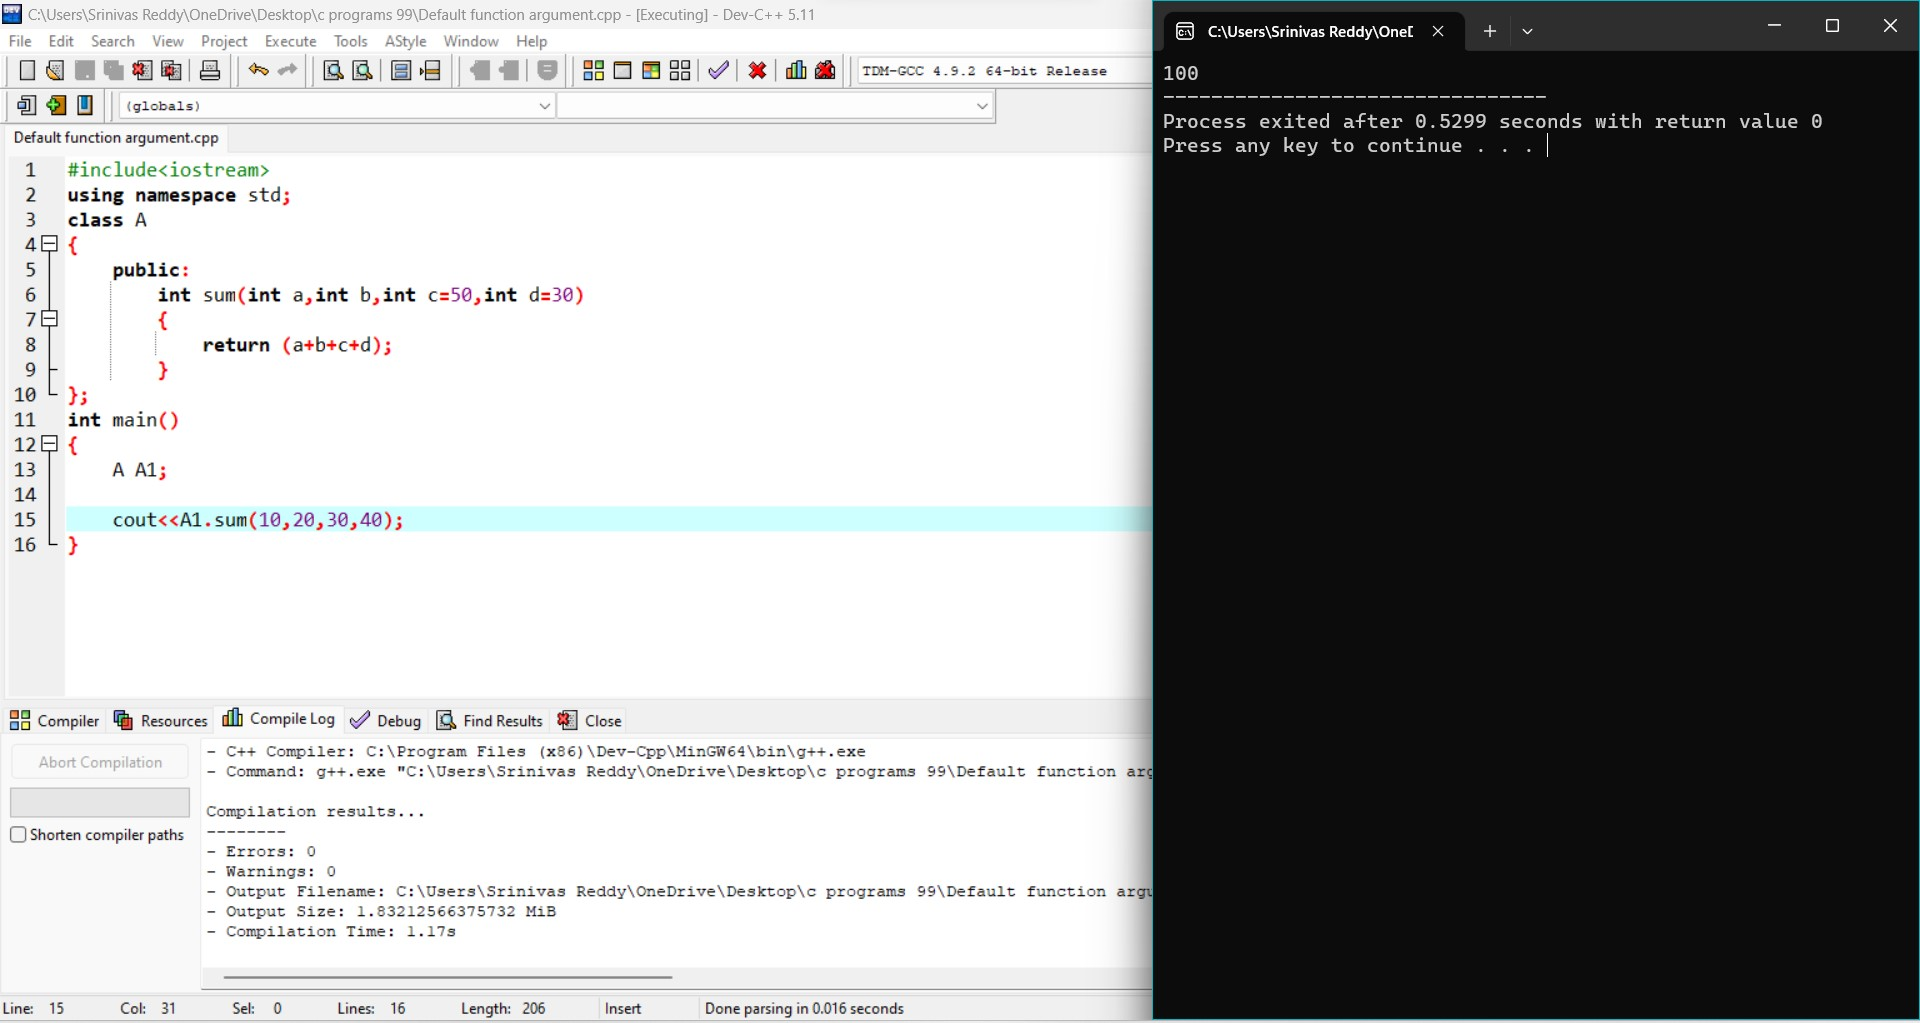 C:\Users\Srinivas Reddy\OneDrive\Desktop\c programs 99\Default function argument.cpp - [Executing] - Dev-C++ 5.11
File Edit Search View Project Execute Tools AStyle Window Help
TDM-GCC 4.9.2 64-bit Release
(globals)
Default function argument.cpp
1 #include<iostream>
2 using namespace std;
3 class A
4 {
5 public:
6 int sum(int a,int b,int c=50,int d=30)
7 {
8 return (a+b+c+d);
9 }
10 };
11 int main()
12 {
13 A A1;
14
15 cout<<A1.sum(10,20,30,40);
16 }
Compiler Resources Compile Log Debug Find Results Close
Abort Compilation
Shorten compiler paths
- C++ Compiler: C:\Program Files (x86)\Dev-Cpp\MinGW64\bin\g++.exe
- Command: g++.exe "C:\Users\Srinivas Reddy\OneDrive\Desktop\c programs 99\Default function arg
Compilation results...
--------
- Errors: 0
- Warnings: 0
- Output Filename: C:\Users\Srinivas Reddy\OneDrive\Desktop\c programs 99\Default function argu
- Output Size: 1.83212566375732 MiB
- Compilation Time: 1.17s
Line: 15 Col: 31 Sel: 0 Lines: 16 Length: 206 Insert Done parsing in 0.016 seconds
C:\Users\Srinivas Reddy\OneD
100
--------------------------------
Process exited after 0.5299 seconds with return value 0
Press any key to continue . . .